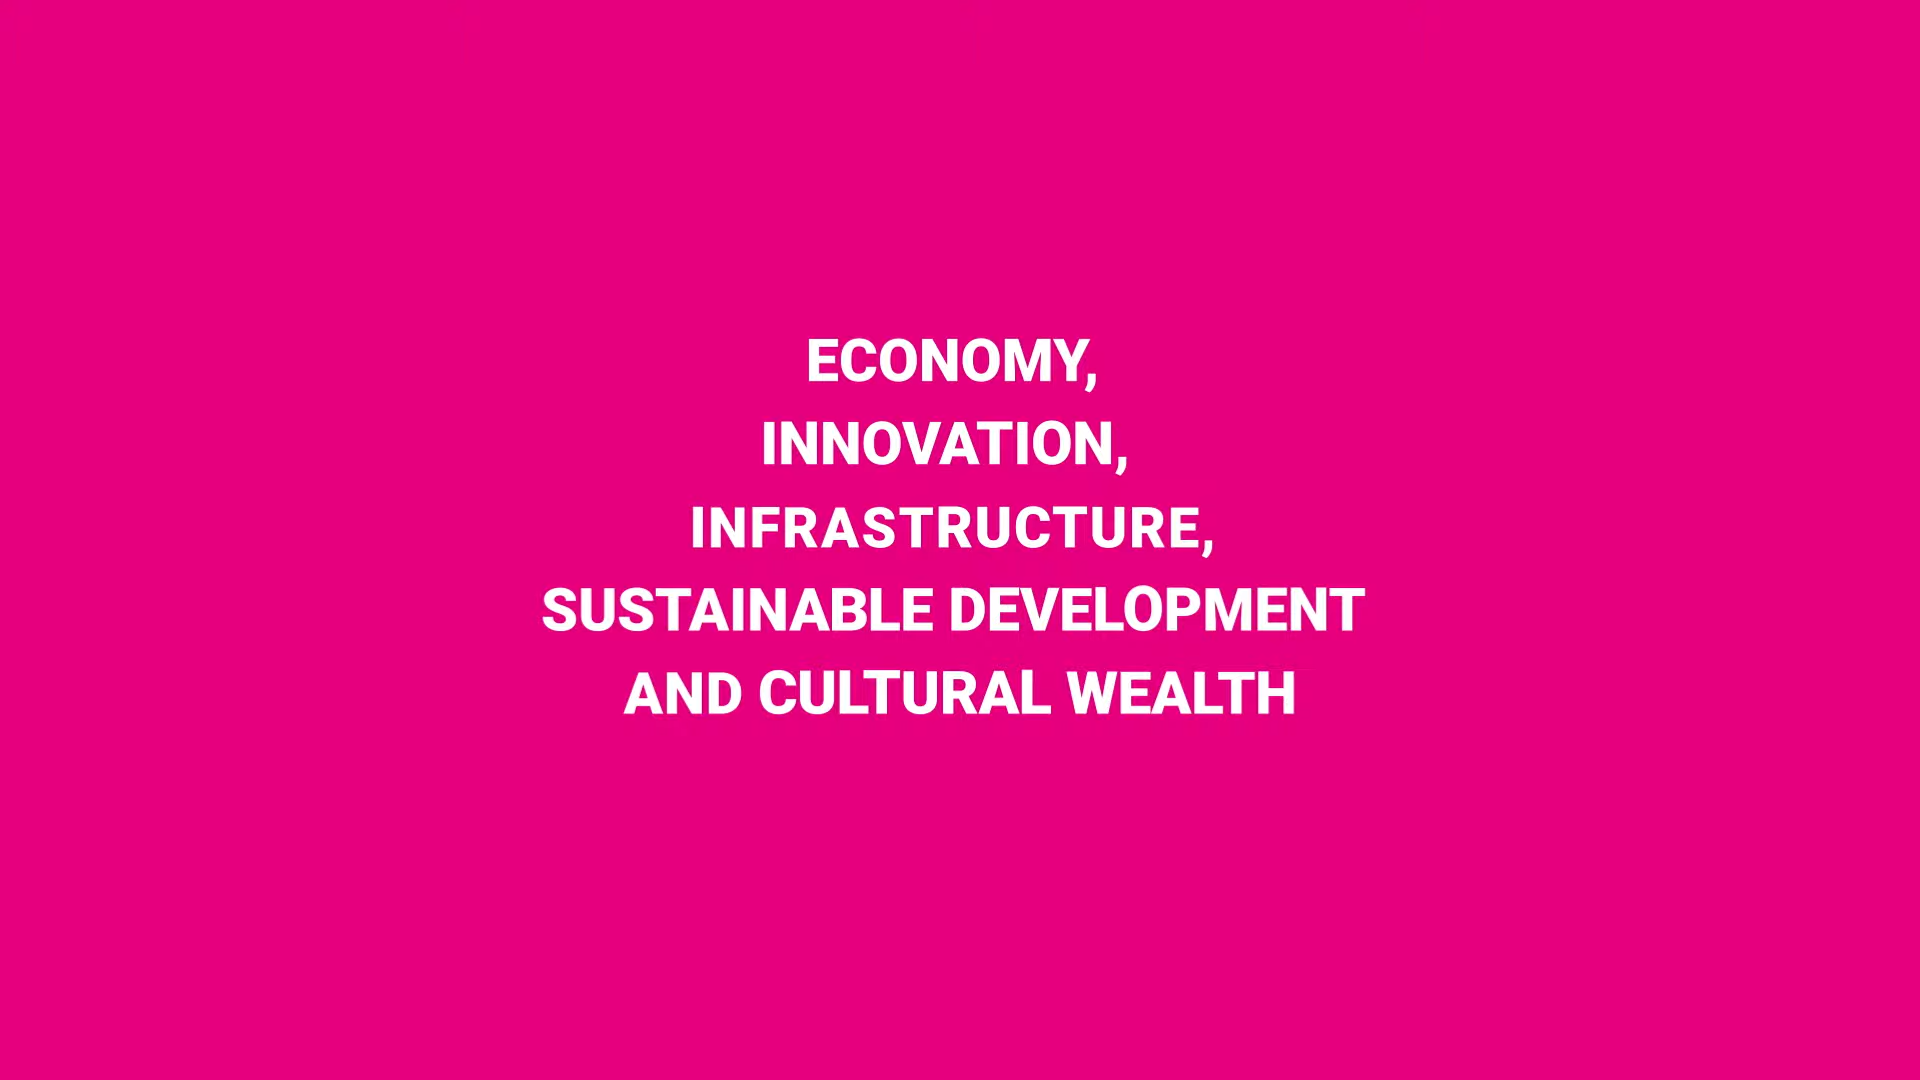 ECONOMY,
INNOVATION,
INFRASTRUCTURE,
SUSTAINABLE DEVELOPMENT
AND CULTURAL WEALTH